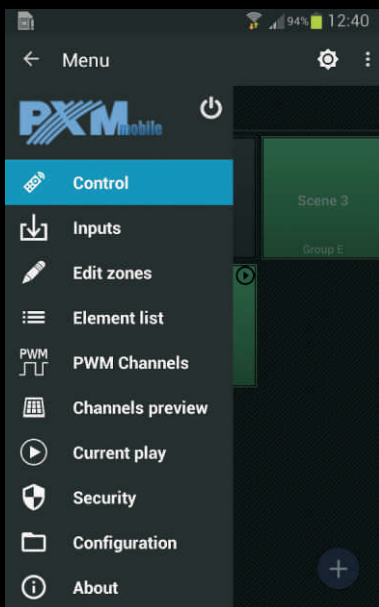 94% 12:40
Menu
PXM mobile
Control
Scene 3
Inputs
Group E
Edit zones
Element list
PWM
PWM Channels
Channels preview
Current play
Security
Configuration
About